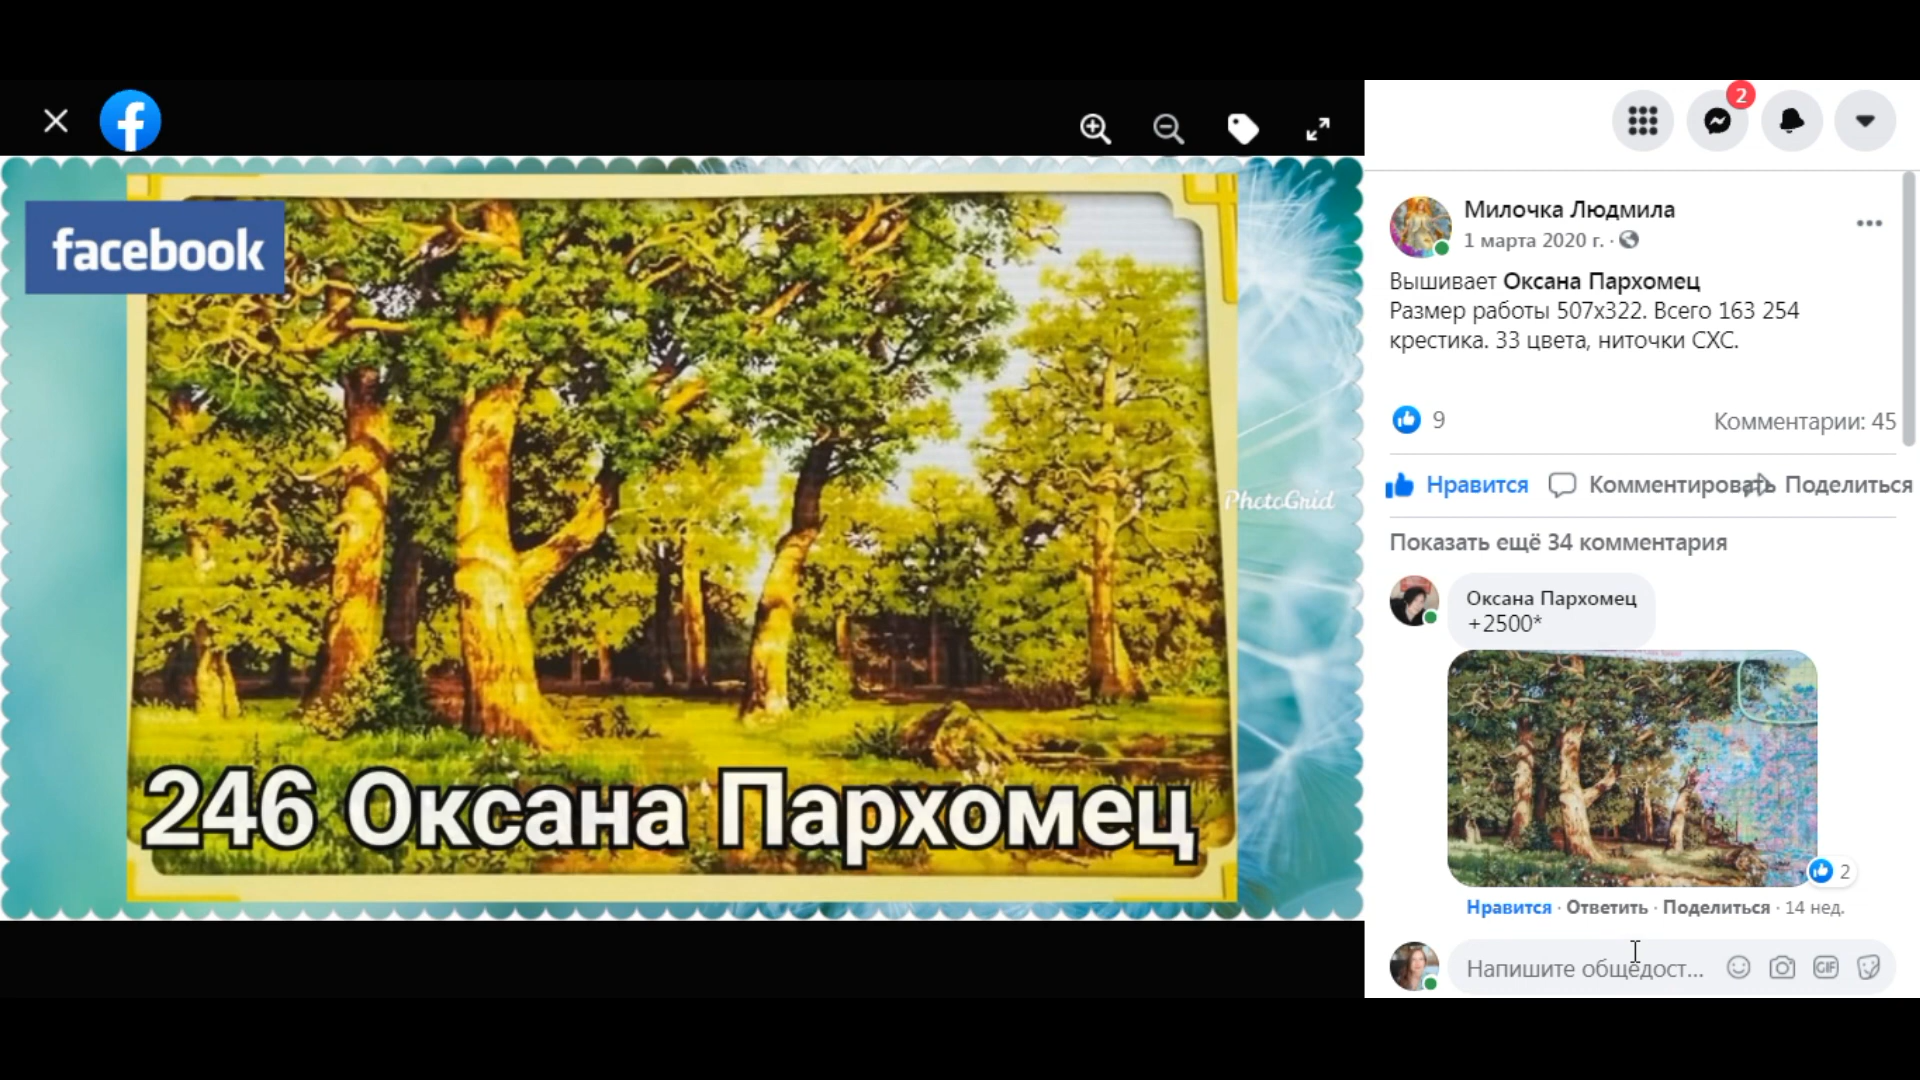 facebook
PhotoGrid
246 Оксана Пархомец
2
Милочка Людмила
1 марта 2020 г. ·
Вышивает Оксана Пархомец
Размер работы 507х322. Всего 163 254
крестика. 33 цвета, ниточки СХС.
9 Комментарии: 45
Нравится Комментировать Поделиться
Показать ещё 34 комментария
Оксана Пархомец
+2500*
2
Нравится · Ответить · Поделиться · 14 нед.
Напишите общедост...
GIF